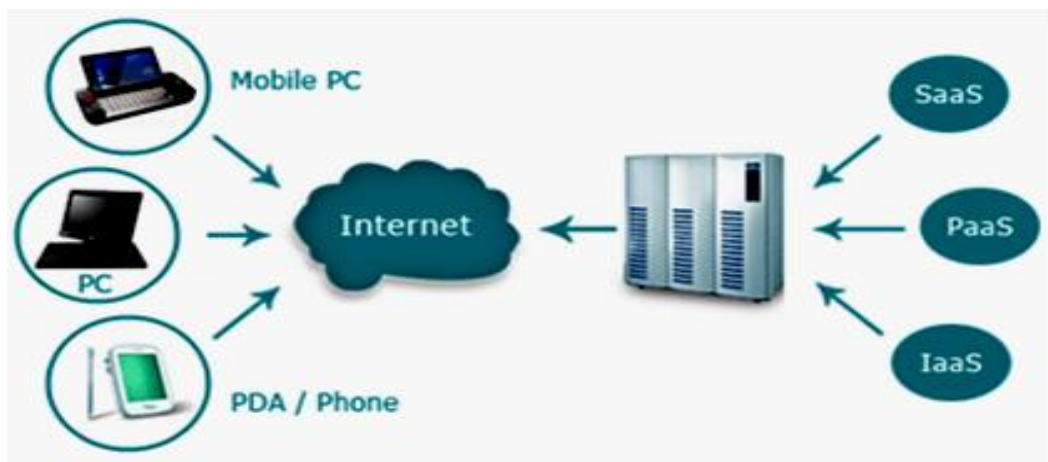 Mobile PC
SaaS
Internet
PaaS
PC
IaaS
PDA / Phone